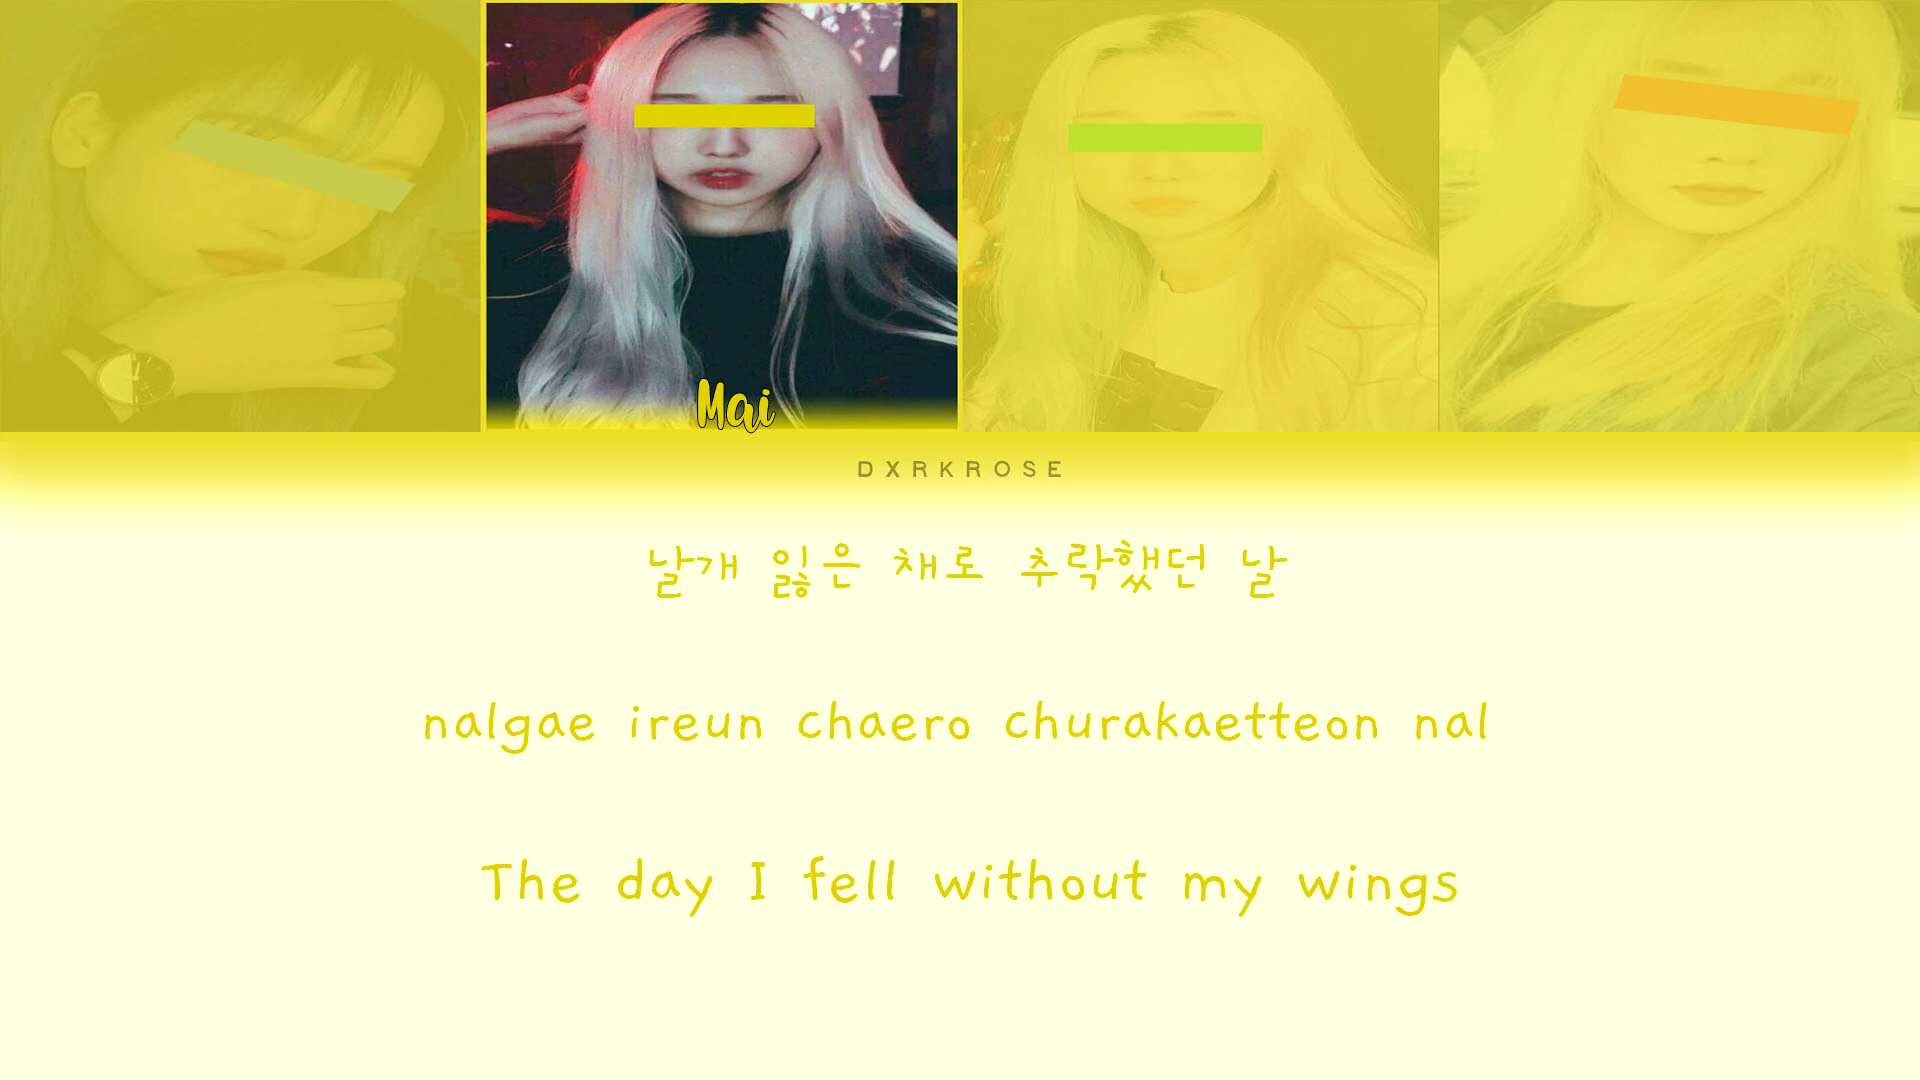 Mai
DXRKROSE
날개 잃은 채로 추락했던 날
nalgae ireun chaero churakaetteon nal
The day I fell without my wings